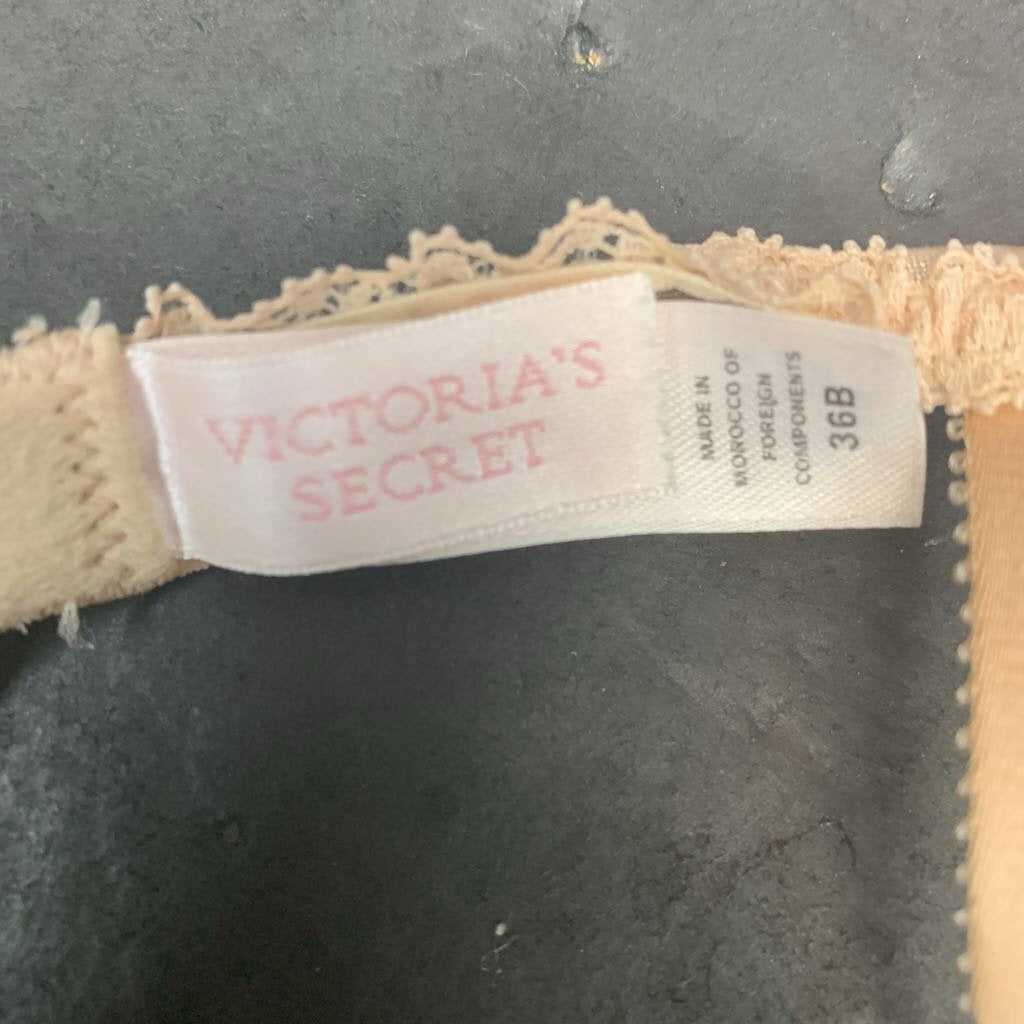 VICTORIA'S
SECRET
MADE IN
MOROCCO OF
FOREIGN
COMPONENTS
36B